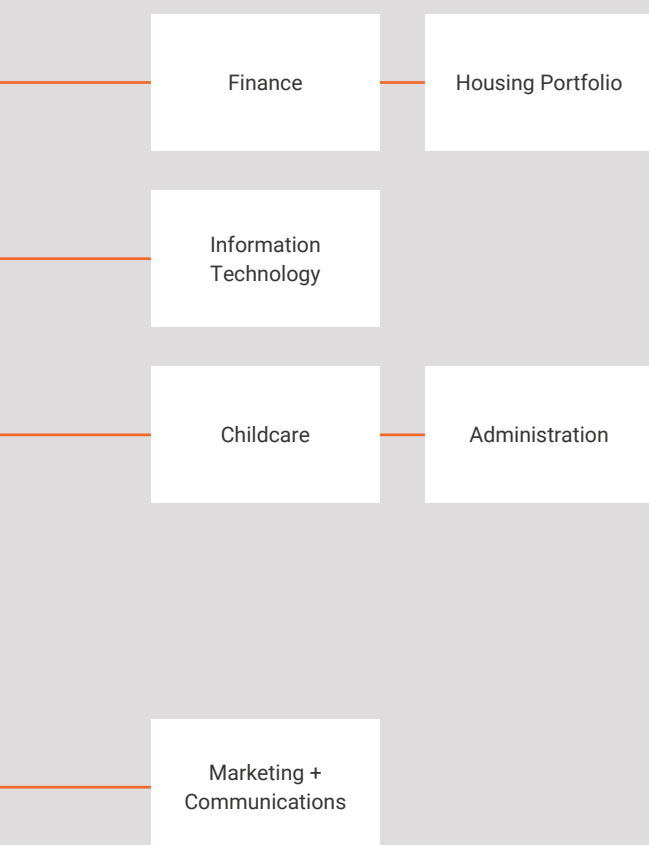 Finance
Housing Portfolio
Information
Technology
Childcare
Administration
Marketing +
Communications